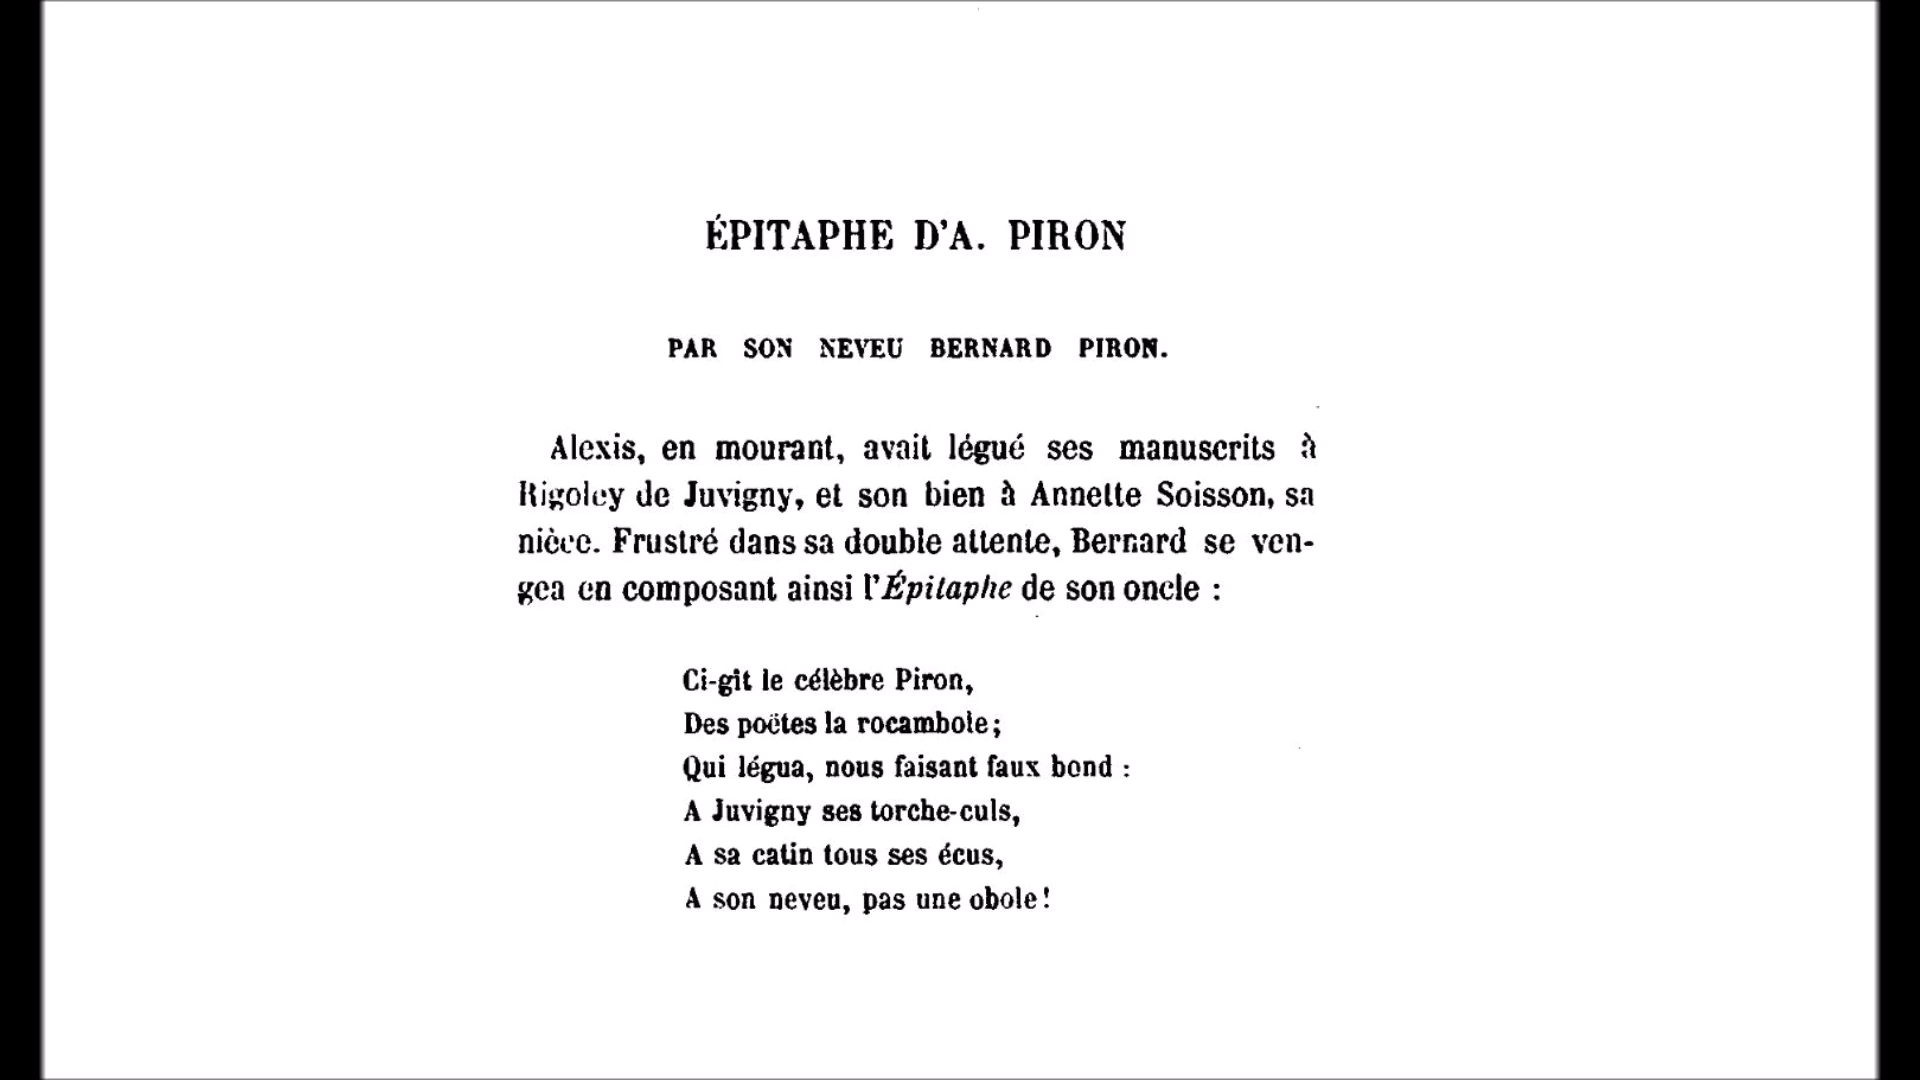 ÉPITAPHE D'A. PIRON
PAR SON NEVEU BERNARD PIRON.
Alexis, en mourant, avait légué ses manuscrits à
Rigoley de Juvigny, et son bien à Annette Soisson, sa
nièce. Frustré dans sa double attente, Bernard se ven-
gea en composant ainsi l'Épitaphe de son oncle :
Ci-gît le célèbre Piron,
Des poëtes la rocambole;
Qui légua, nous faisant faux bond :
A Juvigny ses torche-culs,
A sa catin tous ses écus,
A son neveu, pas une obole!